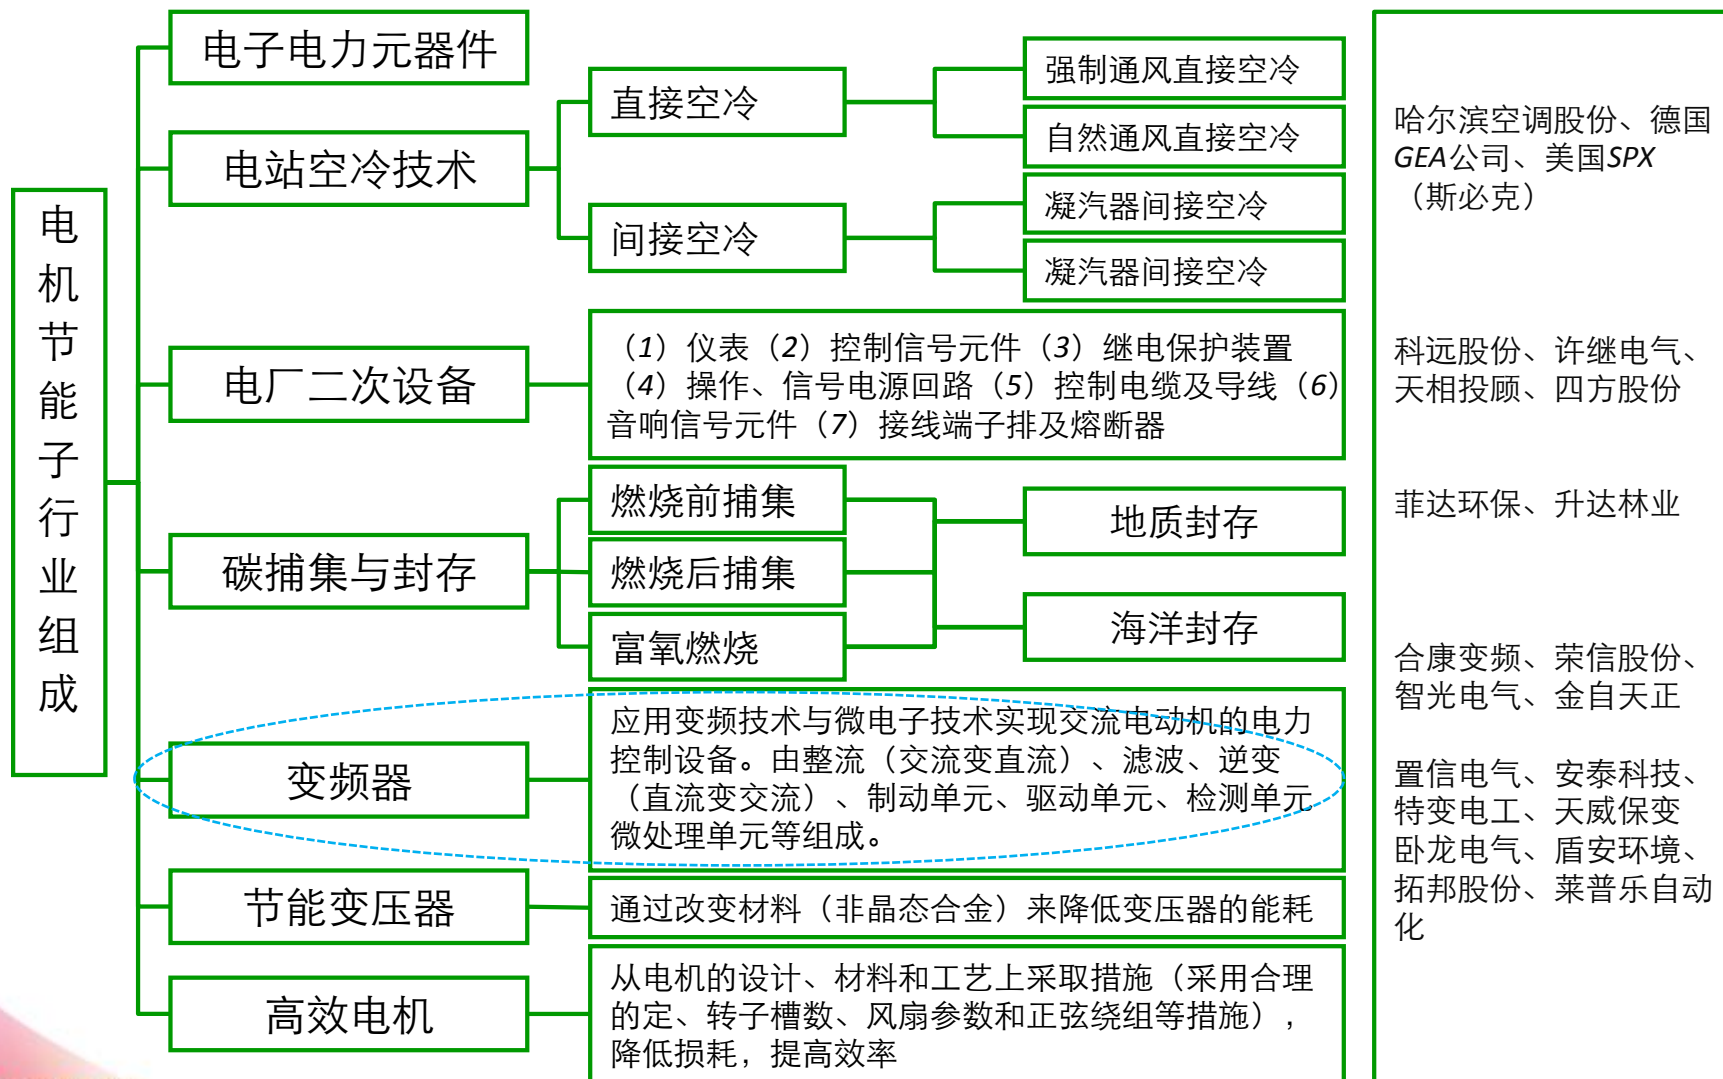 电机节能子行业组成
电子电力元器件
电站空冷技术
直接空冷
强制通风直接空冷
自然通风直接空冷
间接空冷
凝汽器间接空冷
凝汽器间接空冷
电厂二次设备
（1）仪表（2）控制信号元件（3）继电保护装置
（4）操作、信号电源回路（5）控制电缆及导线（6）
音响信号元件（7）接线端子排及熔断器
碳捕集与封存
燃烧前捕集
燃烧后捕集
富氧燃烧
地质封存
海洋封存
变频器
应用变频技术与微电子技术实现交流电动机的电力
控制设备。由整流（交流变直流）、滤波、逆变
（直流变交流）、制动单元、驱动单元、检测单元
微处理单元等组成。
节能变压器
通过改变材料（非晶态合金）来降低变压器的能耗
高效电机
从电机的设计、材料和工艺上采取措施（采用合理
的定、转子槽数、风扇参数和正弦绕组等措施），
降低损耗，提高效率
哈尔滨空调股份、德国
GEA公司、美国SPX
（斯必克）
科远股份、许继电气、
天相投顾、四方股份
菲达环保、升达林业
合康变频、荣信股份、
智光电气、金自天正
置信电气、安泰科技、
特变电工、天威保变
卧龙电气、盾安环境、
拓邦股份、莱普乐自动
化